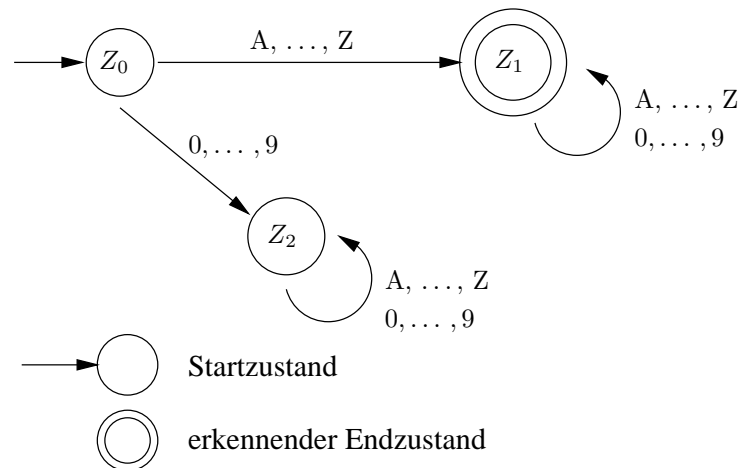 Z0
A, … , Z
Z1
A, … , Z
0, … , 9
0, … , 9
Z2
A, … , Z
0, … , 9
Startzustand
erkennender Endzustand